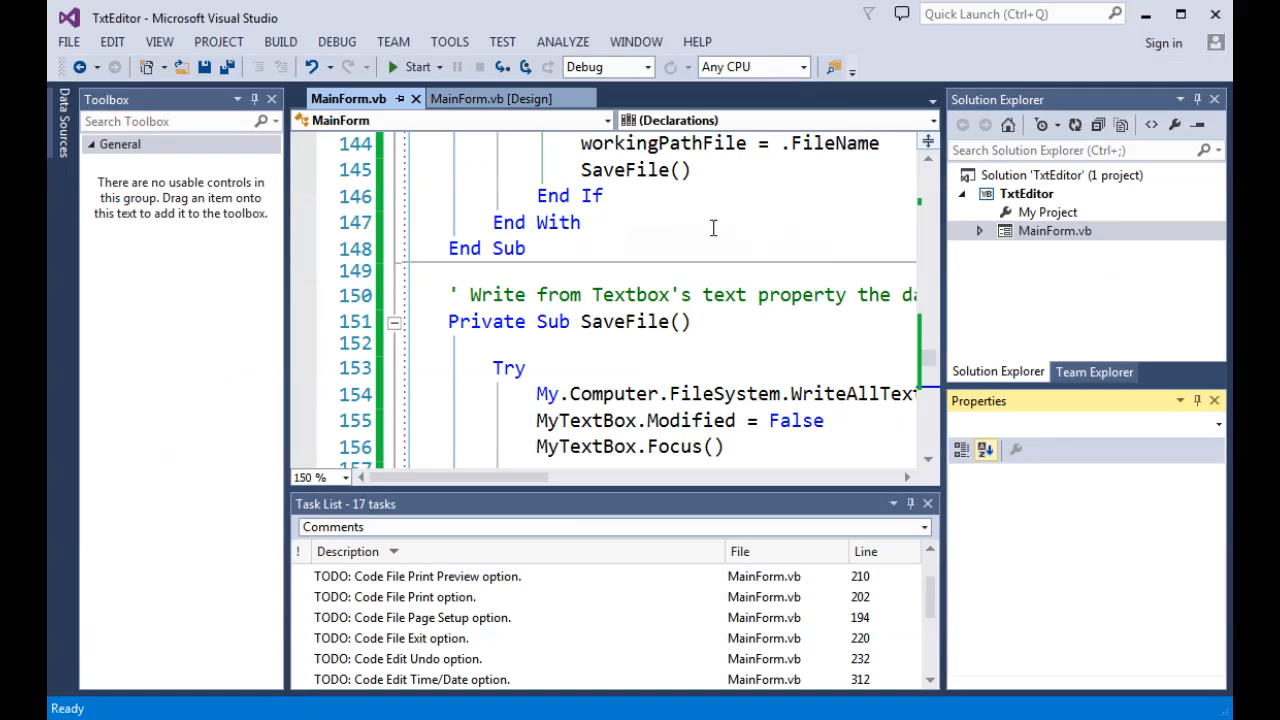 TxtEditor - Microsoft Visual Studio
Quick Launch (Ctrl+Q)
FILE EDIT VIEW PROJECT BUILD DEBUG TEAM TOOLS TEST ANALYZE WINDOW HELP
Sign in
Start Debug Any CPU
Data Sources
Toolbox
Search Toolbox
General
There are no usable controls in
this group. Drag an item onto
this text to add it to the toolbox.
MainForm.vb MainForm.vb [Design]
MainForm (Declarations)
144 workingPathFile = .FileName
145 SaveFile()
146 End If
147 End With
148 End Sub
149
150 ' Write from Textbox's text property the da
151 Private Sub SaveFile()
152
153 Try
154 My.Computer.FileSystem.WriteAllText
155 MyTextBox.Modified = False
156 MyTextBox.Focus()
157
150 %
Task List - 17 tasks
Comments
! Description File Line
TODO: Code File Print Preview option. MainForm.vb 210
TODO: Code File Print option. MainForm.vb 202
TODO: Code File Page Setup option. MainForm.vb 194
TODO: Code File Exit option. MainForm.vb 220
TODO: Code Edit Undo option. MainForm.vb 232
TODO: Code Edit Time/Date option. MainForm.vb 312
Solution Explorer
Search Solution Explorer (Ctrl+;)
Solution 'TxtEditor' (1 project)
VB TxtEditor
My Project
MainForm.vb
Solution Explorer Team Explorer
Properties
Ready